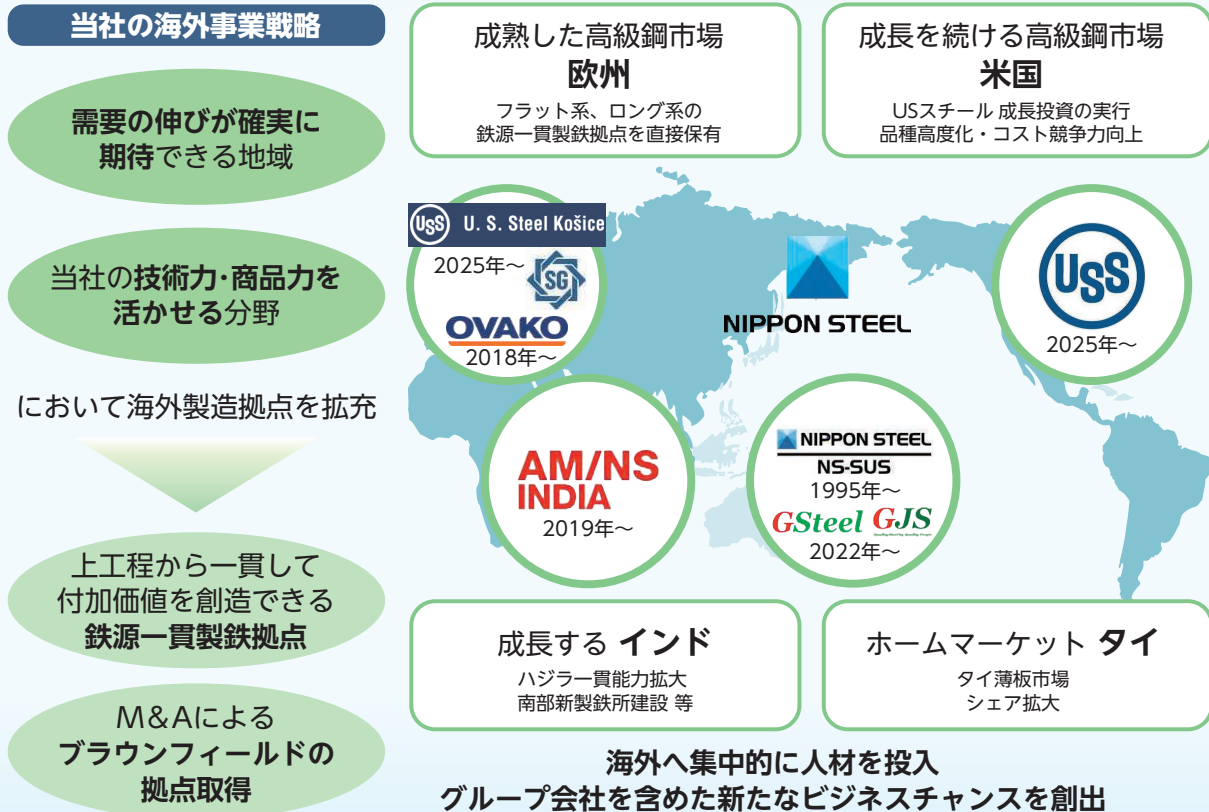 当社の海外事業戦略
需要の伸びが確実に
期待できる地域
当社の技術力・商品力を
活かせる分野
において海外製造拠点を拡充
上工程から一貫して
付加価値を創造できる
鉄源一貫製鉄拠点
M&Aによる
ブラウンフィールドの
拠点取得
成熟した高級鋼市場
欧州
フラット系、ロング系の
鉄源一貫製鉄拠点を直接保有
成長を続ける高級鋼市場
米国
USスチール 成長投資の実行
品種高度化・コスト競争力向上
USS U. S. Steel Košice
2025年～
SG
OVAKO
2018年～
NIPPON STEEL
USS
2025年～
AM/NS
INDIA
2019年～
NIPPON STEEL
NS-SUS
1995年～
GSteel GJS
2022年～
成長する インド
ハジラ一貫能力拡大
南部新製鉄所建設 等
ホームマーケット タイ
タイ薄板市場
シェア拡大
海外へ集中的に人材を投入
グループ会社を含めた新たなビジネスチャンスを創出